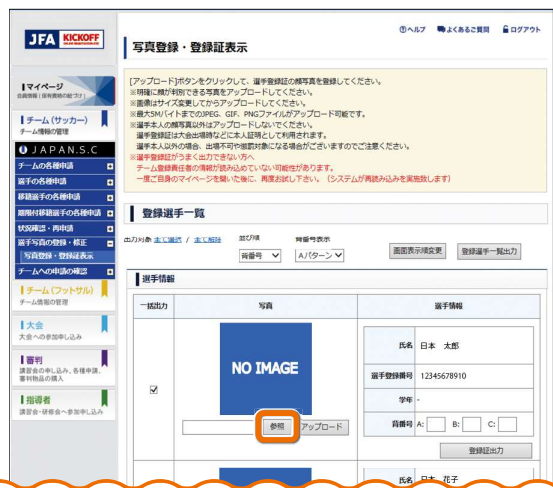 JFA KICKOFF
ヘルプ よくあるご質問 ログアウト
写真登録・登録証表示
マイページ
チーム(サッカー)
チーム情報の管理
JAPAN.S.C
チームの各種申請
選手の各種申請
移籍選手の各種申請
期限付移籍選手の各種申請
状況確認・再申請
選手写真の登録・修正
写真登録・登録証表示
チームへの申請の確認
チーム(フットサル)
チーム情報の管理
大会
大会への参加申し込み
審判
講習会の申し込み、各種申請、
審判物品の購入
指導者
講習会・研修会へ参加申し込み
[アップロード]ボタンをクリックして、選手登録証の顔写真を登録してください。
※明確に顔が判別できる写真をアップロードしてください。
※画像はサイズ変更してからアップロードしてください。
※最大5MバイトまでのJPEG、GIF、PNGファイルがアップロード可能です。
※選手本人の顔写真以外はアップロードしないでください。
選手登録証は大会出場時などに本人証明として利用されます。
選手本人以外の場合、出場不可や懲罰対象になる場合がございますのでご注意ください。
※選手登録証がうまく出力できない方へ
チーム登録責任者の情報が読み込めていない可能性があります。
一度ご自身のマイページを開いた後に、再度お試し下さい。(システムが再読み込みを実施致します)
登録選手一覧
出力対象 全て選択 / 全て解除
並び順
背番号
背番号表示
Aパターン
画面表示順変更
登録選手一覧出力
選手情報
一括出力 写真 選手情報
NO IMAGE
参照 アップロード
氏名 日本 太郎
選手登録番号 12345678910
学年 -
背番号 A: B: C:
登録証出力
氏名 日本 花子